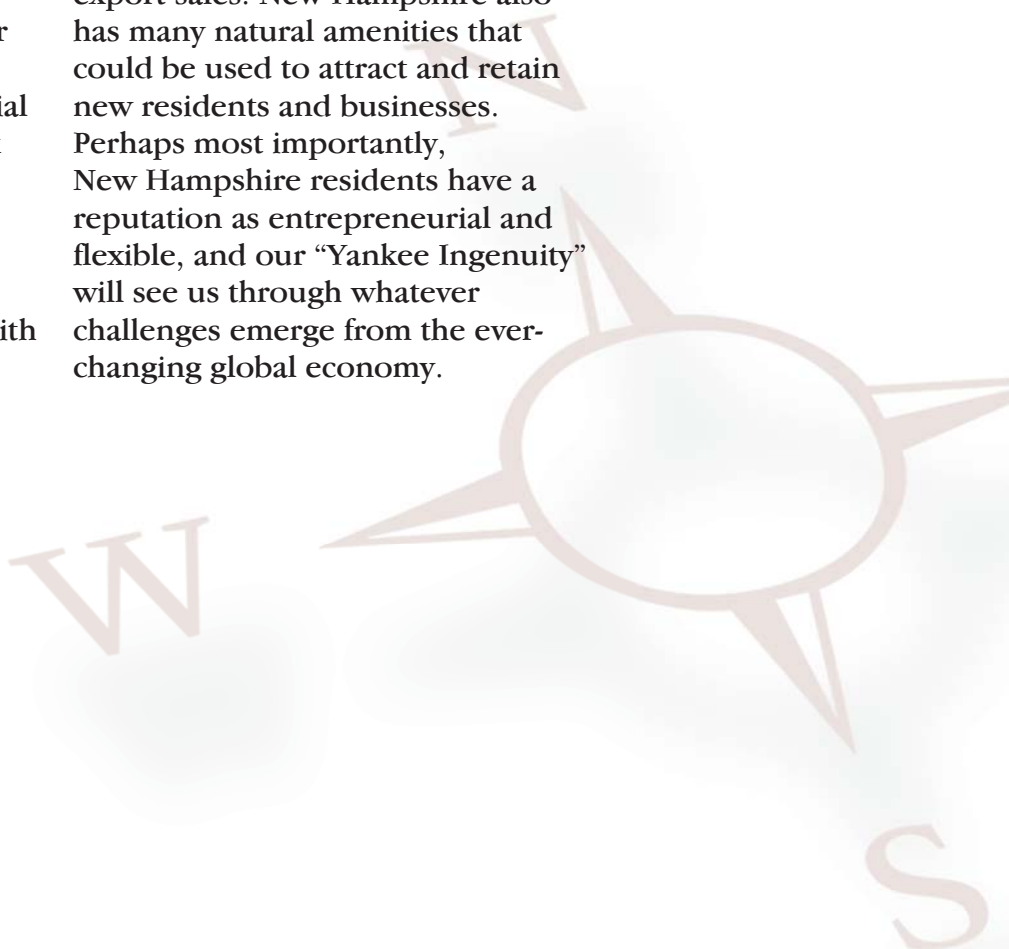 r
ial
ith
export sales. New Hampshire also
has many natural amenities that
could be used to attract and retain
new residents and businesses.
Perhaps most importantly,
New Hampshire residents have a
reputation as entrepreneurial and
flexible, and our “Yankee Ingenuity”
will see us through whatever
challenges emerge from the ever-
changing global economy.
N
W
S